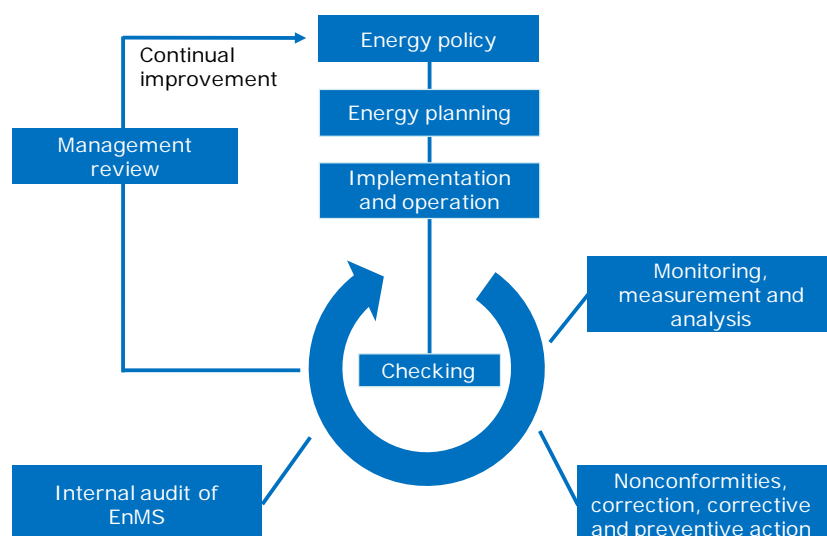 Energy policy
Continual
improvement
Energy planning
Management
review
Implementation
and operation
Monitoring,
measurement and
analysis
Checking
Internal audit of
EnMS
Nonconformities,
correction, corrective
and preventive action